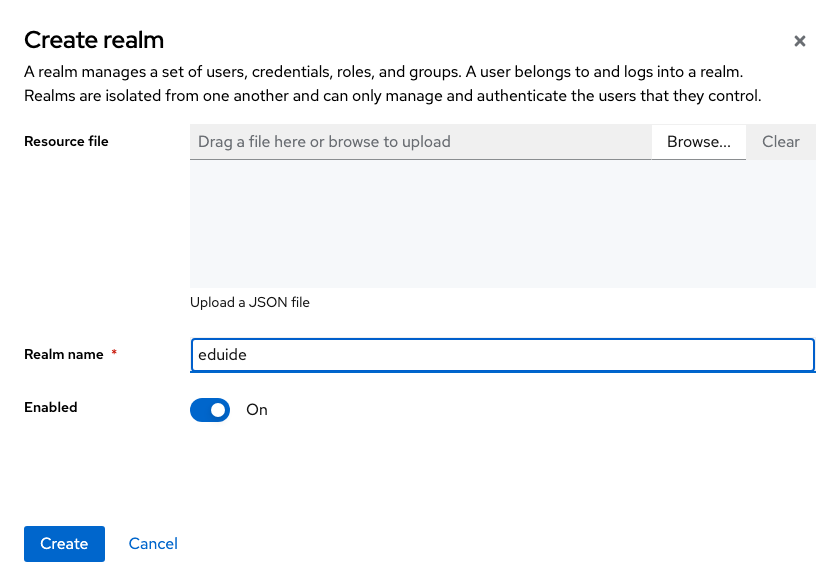 Create realm
A realm manages a set of users, credentials, roles, and groups. A user belongs to and logs into a realm.
Realms are isolated from one another and can only manage and authenticate the users that they control.
Resource file
Drag a file here or browse to upload
Browse...
Clear
Upload a JSON file
Realm name *
eduide
Enabled
On
Create
Cancel